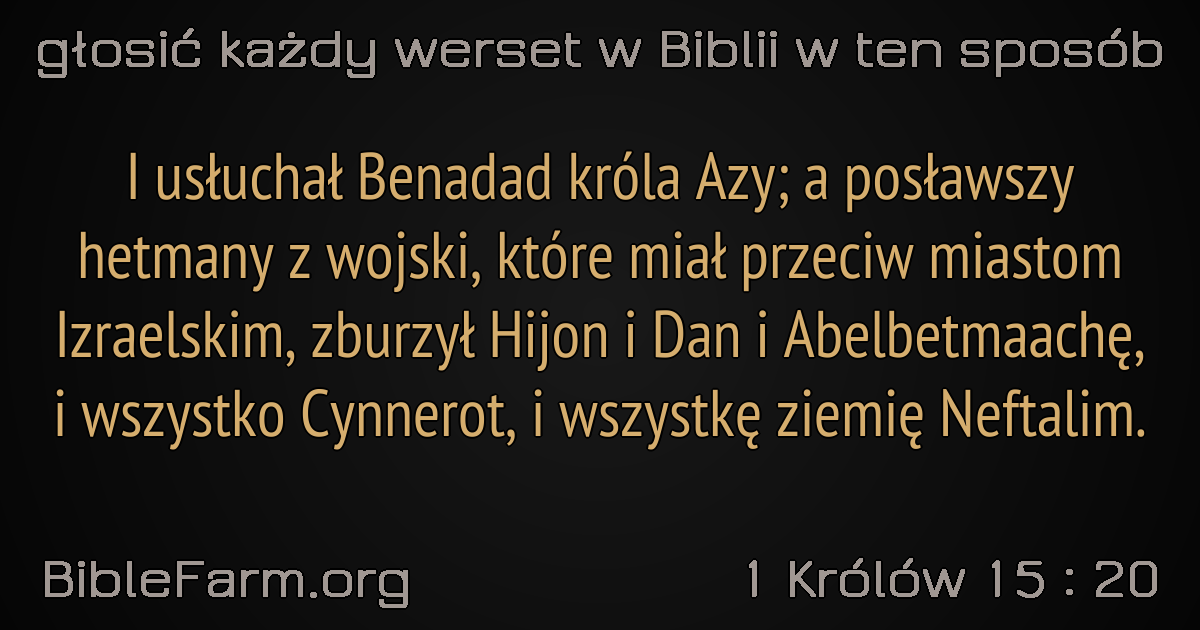 głosić każdy werset w Biblii w ten sposób
I usłuchał Benadad króla Azy; a posławszy
hetmany z wojski, które miał przeciw miastom
Izraelskim, zburzył Hijon i Dan i Abelbetmaachę,
i wszystko Cynnerot, i wszystkę ziemię Neftalim.
BibleFarm.org
1 Królów 15 : 20